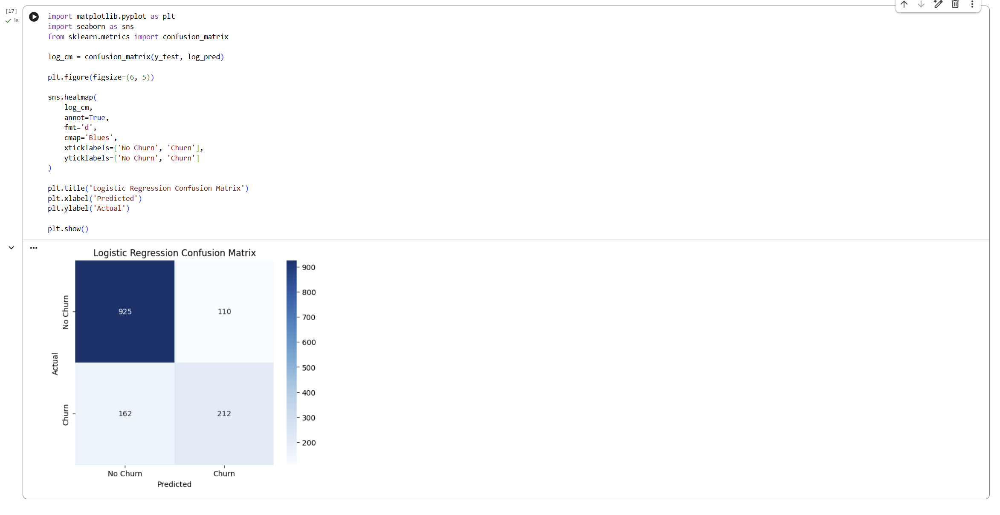 [17]
1s
import matplotlib.pyplot as plt
import seaborn as sns
from sklearn.metrics import confusion_matrix
log_cm = confusion_matrix(y_test, log_pred)
plt.figure(figsize=(6, 5))
sns.heatmap(
    log_cm,
    annot=True,
    fmt='d',
    cmap='Blues',
    xticklabels=['No Churn', 'Churn'],
    yticklabels=['No Churn', 'Churn']
)
plt.title('Logistic Regression Confusion Matrix')
plt.xlabel('Predicted')
plt.ylabel('Actual')
plt.show()
Logistic Regression Confusion Matrix
Actual
No Churn
925
110
Churn
162
212
No Churn
Churn
Predicted
900
800
700
600
500
400
300
200